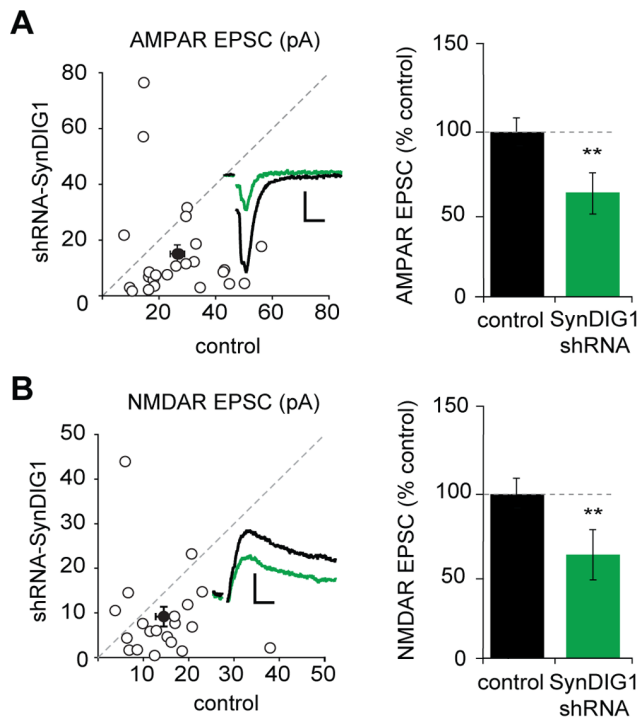 A
AMPAR EPSC (pA)
shRNA-SynDIG1
80
60
40
20
0
20 40 60 80
control
AMPAR EPSC (% control)
150
100
50
0
**
control SynDIG1
shRNA
B
NMDAR EPSC (pA)
shRNA-SynDIG1
50
40
30
20
10
0
10 20 30 40 50
control
NMDAR EPSC (% control)
150
100
50
0
**
control SynDIG1
shRNA